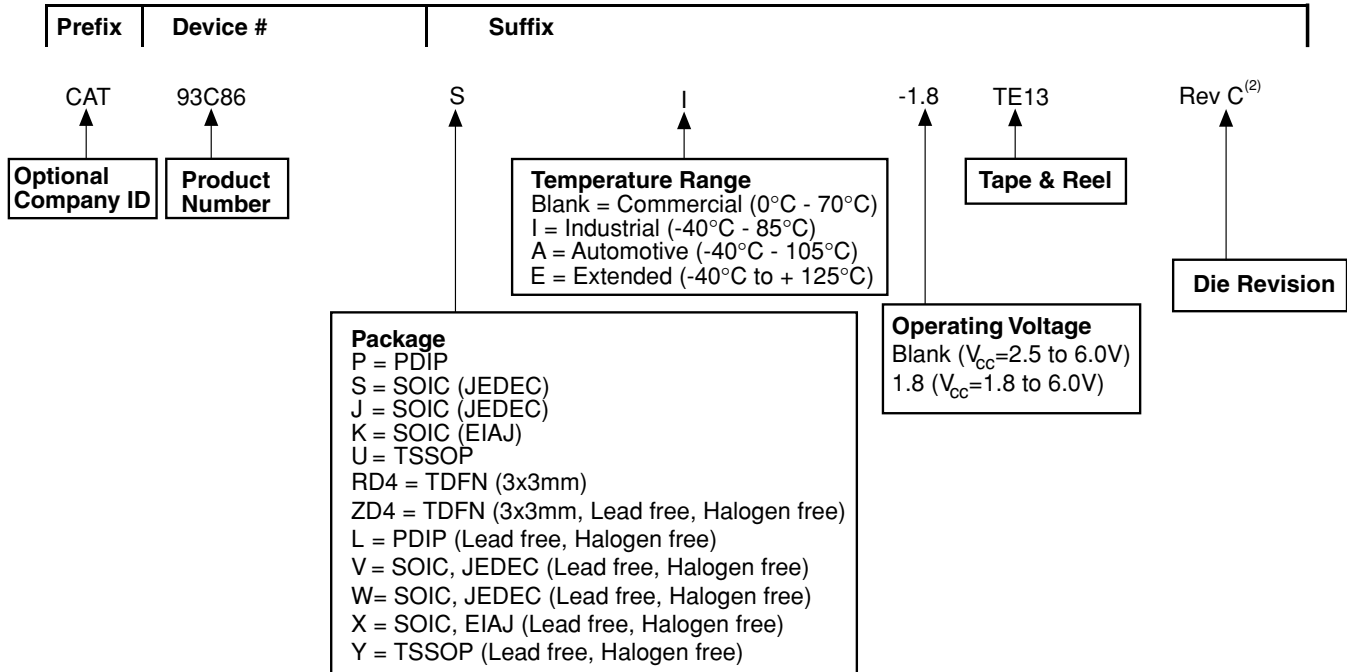 Prefix Device # Suffix
CAT 93C86 S I -1.8 TE13 Rev C(2)
Optional
Company ID
Product
Number
Temperature Range
Blank = Commercial (0°C - 70°C)
I = Industrial (-40°C - 85°C)
A = Automotive (-40°C - 105°C)
E = Extended (-40°C to + 125°C)
Tape & Reel
Die Revision
Package
P = PDIP
S = SOIC (JEDEC)
J = SOIC (JEDEC)
K = SOIC (EIAJ)
U = TSSOP
RD4 = TDFN (3x3mm)
ZD4 = TDFN (3x3mm, Lead free, Halogen free)
L = PDIP (Lead free, Halogen free)
V = SOIC, JEDEC (Lead free, Halogen free)
W= SOIC, JEDEC (Lead free, Halogen free)
X = SOIC, EIAJ (Lead free, Halogen free)
Y = TSSOP (Lead free, Halogen free)
Operating Voltage
Blank (Vcc=2.5 to 6.0V)
1.8 (Vcc=1.8 to 6.0V)